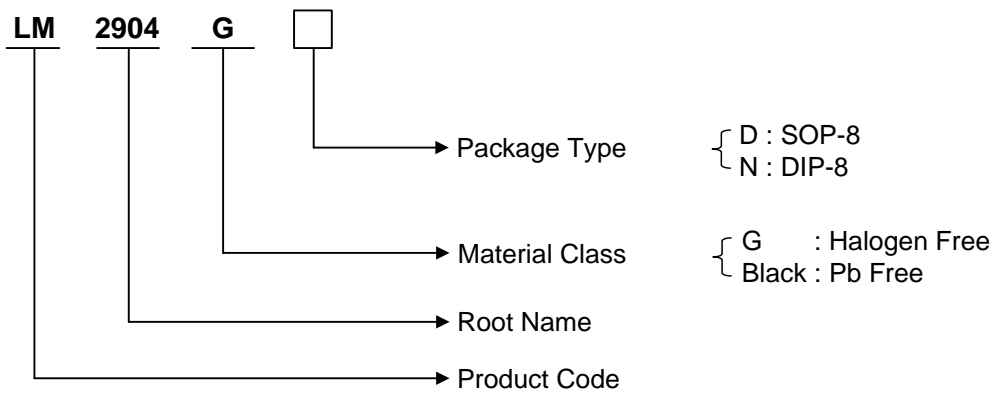 LM 2904 G
Package Type
D : SOP-8
N : DIP-8
Material Class
G : Halogen Free
Black : Pb Free
Root Name
Product Code